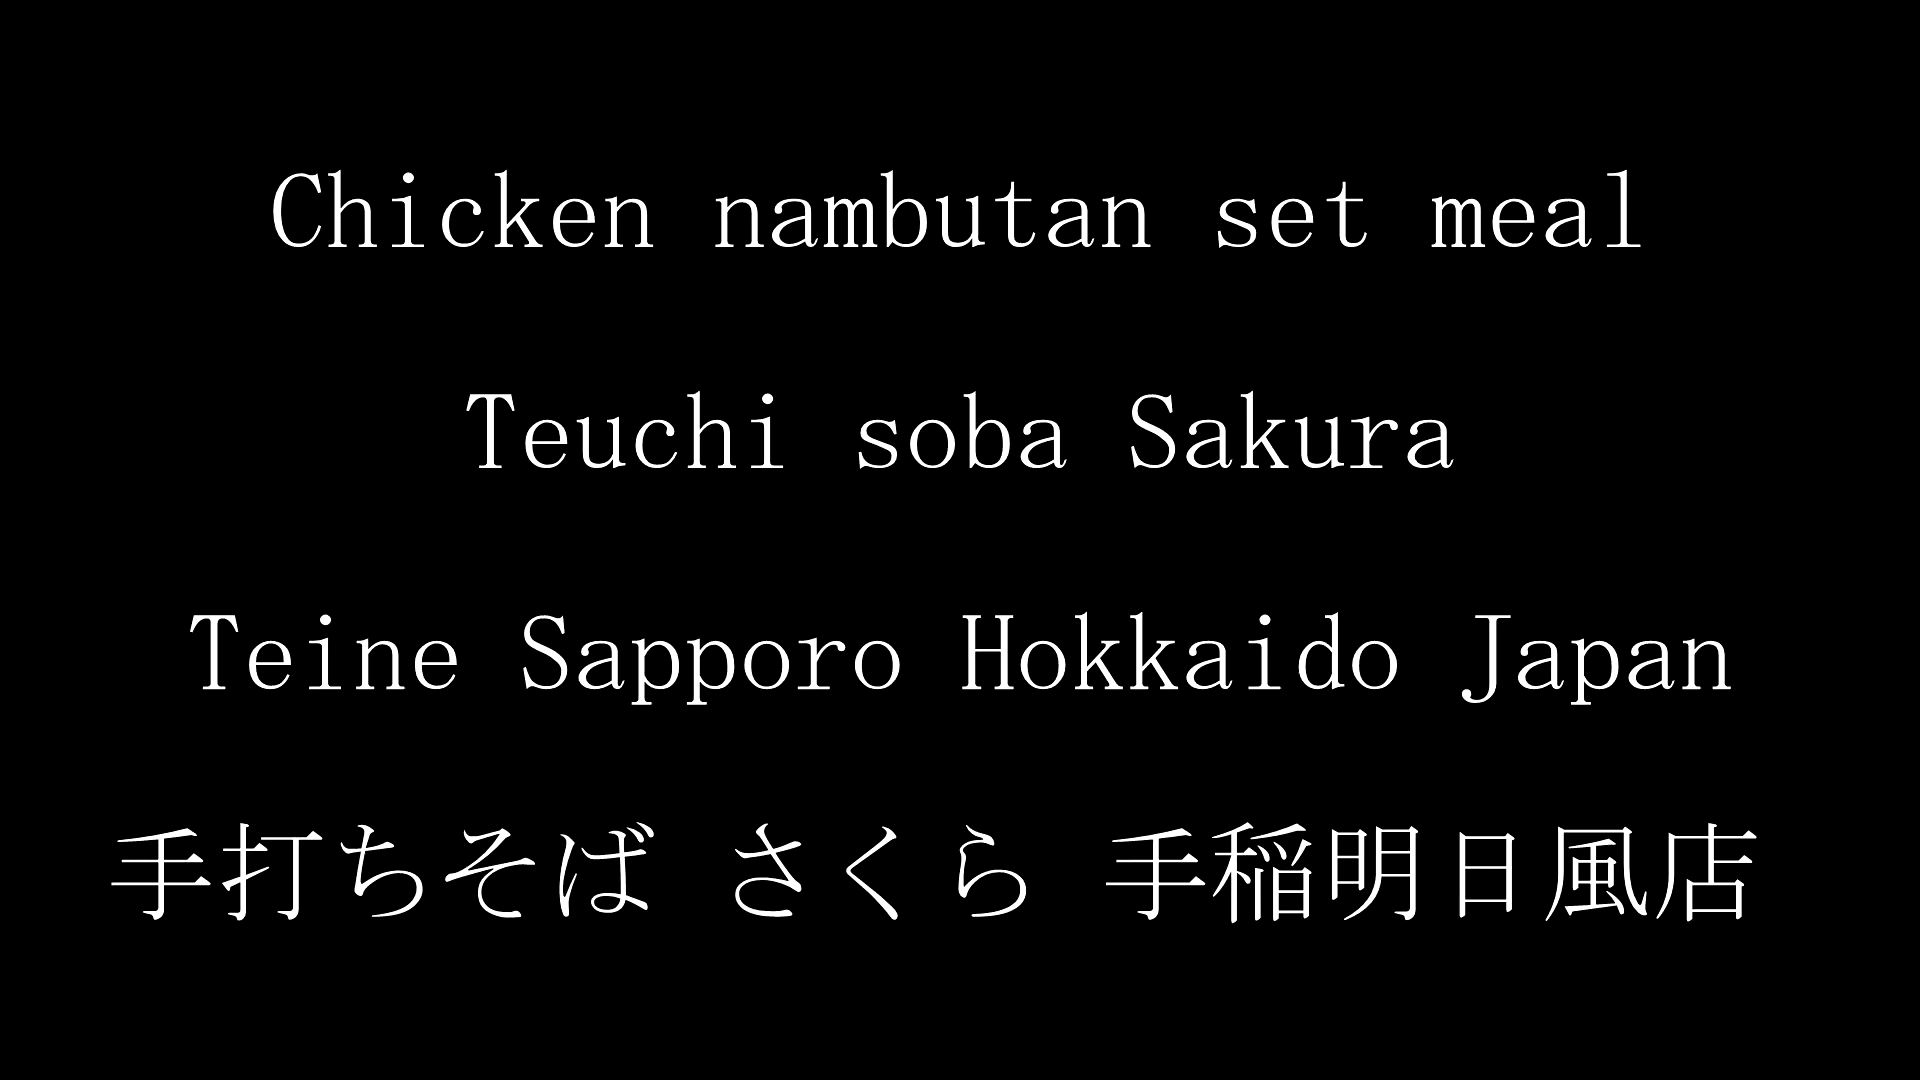 Chicken nambutan set meal
Teuchi soba Sakura
Teine Sapporo Hokkaido Japan
手打ちそば さくら 手稲明日風店